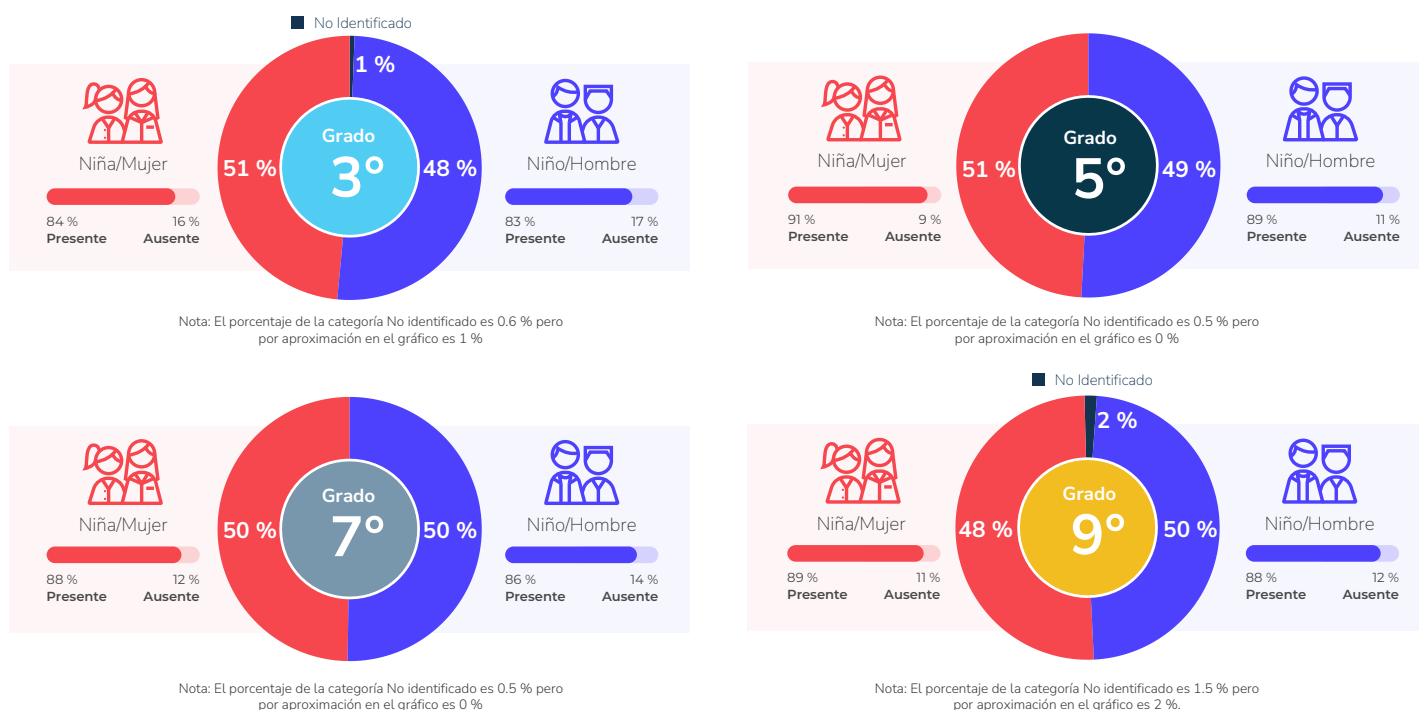 No Identificado
1 %
Niña/Mujer
84 %
16 %
Presente
Ausente
51 %
Grado
3°
48 %
Niño/Hombre
83 %
17 %
Presente
Ausente
Nota: El porcentaje de la categoría No identificado es 0.6 % pero
por aproximación en el gráfico es 1 %
Niña/Mujer
91 %
9 %
Presente
Ausente
51 %
Grado
5°
49 %
Niño/Hombre
89 %
11 %
Presente
Ausente
Nota: El porcentaje de la categoría No identificado es 0.5 % pero
por aproximación en el gráfico es 0 %
Niña/Mujer
88 %
12 %
Presente
Ausente
50 %
Grado
7°
50 %
Niño/Hombre
86 %
14 %
Presente
Ausente
Nota: El porcentaje de la categoría No identificado es 0.5 % pero
por aproximación en el gráfico es 0 %
No Identificado
2 %
Niña/Mujer
89 %
11 %
Presente
Ausente
48 %
Grado
9°
50 %
Niño/Hombre
88 %
12 %
Presente
Ausente
Nota: El porcentaje de la categoría No identificado es 1.5 % pero
por aproximación en el gráfico es 2 %.